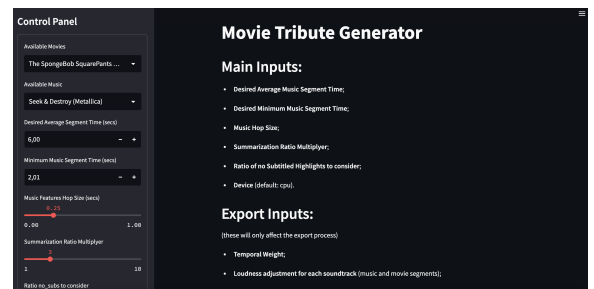 Control Panel
Available Movies
The SpongeBob SquarePants ...
Available Music
Seek & Destroy (Metallica)
Desired Average Segment Time (secs)
6,00 − +
Minimum Music Segment Time (secs)
2,01 − +
Music Features Hop Size (secs)
0.25
0.00 1.00
Summarization Ratio Multiplyer
3
1 10
Ratio no_subs to consider
Movie Tribute Generator
Main Inputs:
• Desired Average Music Segment Time;
• Desired Minimum Music Segment Time;
• Music Hop Size;
• Summarization Ratio Multiplyer;
• Ratio of no Subtitled Highlights to consider;
• Device (default: cpu).
Export Inputs:
(these will only affect the export process)
• Temporal Weight;
• Loudness adjustment for each soundtrack (music and movie segments);